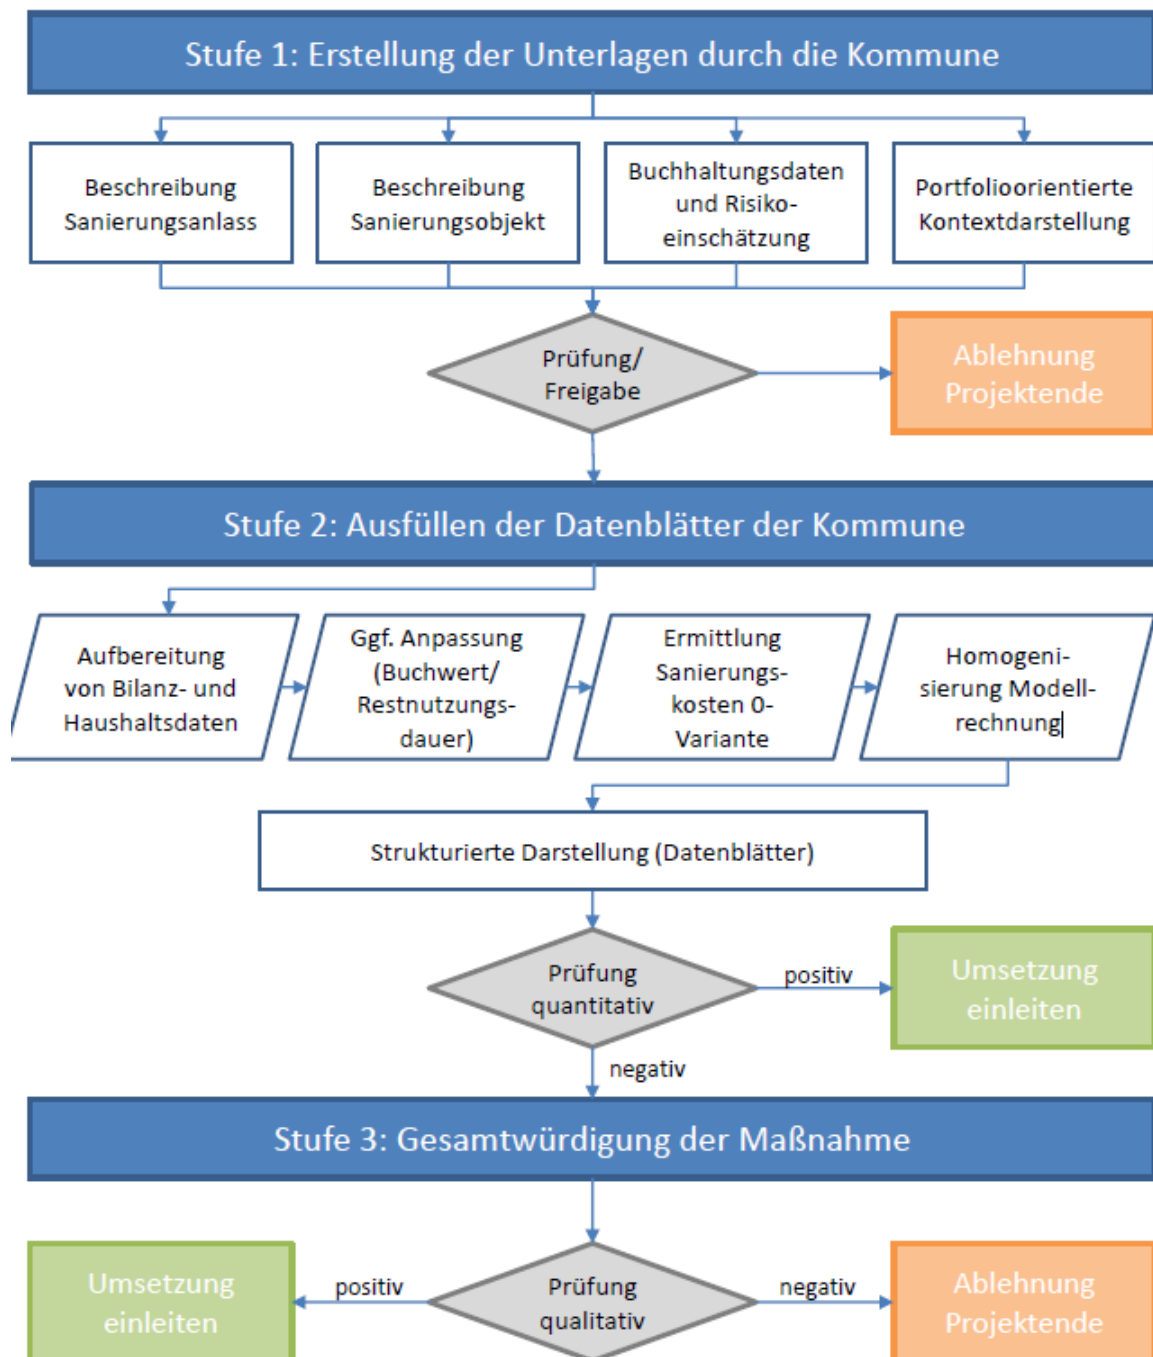 Stufe 1: Erstellung der Unterlagen durch die Kommune
Beschreibung
Sanierungsanlass
Beschreibung
Sanierungsobjekt
Buchhaltungsdaten
und Risiko-
einschätzung
Portfolioorientierte
Kontextdarstellung
Prüfung/
Freigabe
Ablehnung
Projektende
Stufe 2: Ausfüllen der Datenblätter der Kommune
Aufbereitung
von Bilanz- und
Haushaltsdaten
Ggf. Anpassung
(Buchwert/
Restnutzungs-
dauer)
Ermittlung
Sanierungs-
kosten 0-
Variante
Homogeni-
sierung Modell-
rechnung
Strukturierte Darstellung (Datenblätter)
Prüfung
quantitativ
positiv
Umsetzung
einleiten
negativ
Stufe 3: Gesamtwürdigung der Maßnahme
Umsetzung
einleiten
positiv
Prüfung
qualitativ
negativ
Ablehnung
Projektende